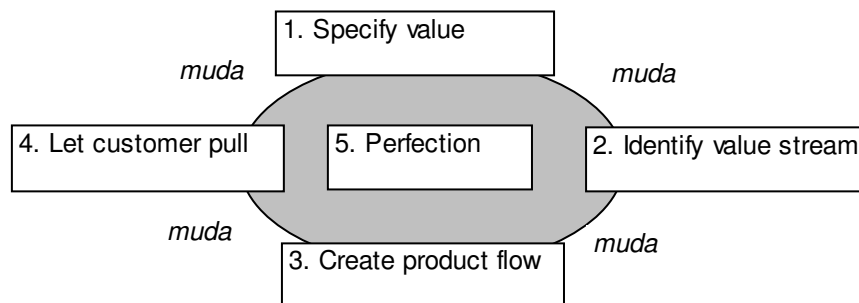 1. Specify value
muda
muda
4. Let customer pull
5. Perfection
2. Identify value stream
muda
muda
3. Create product flow